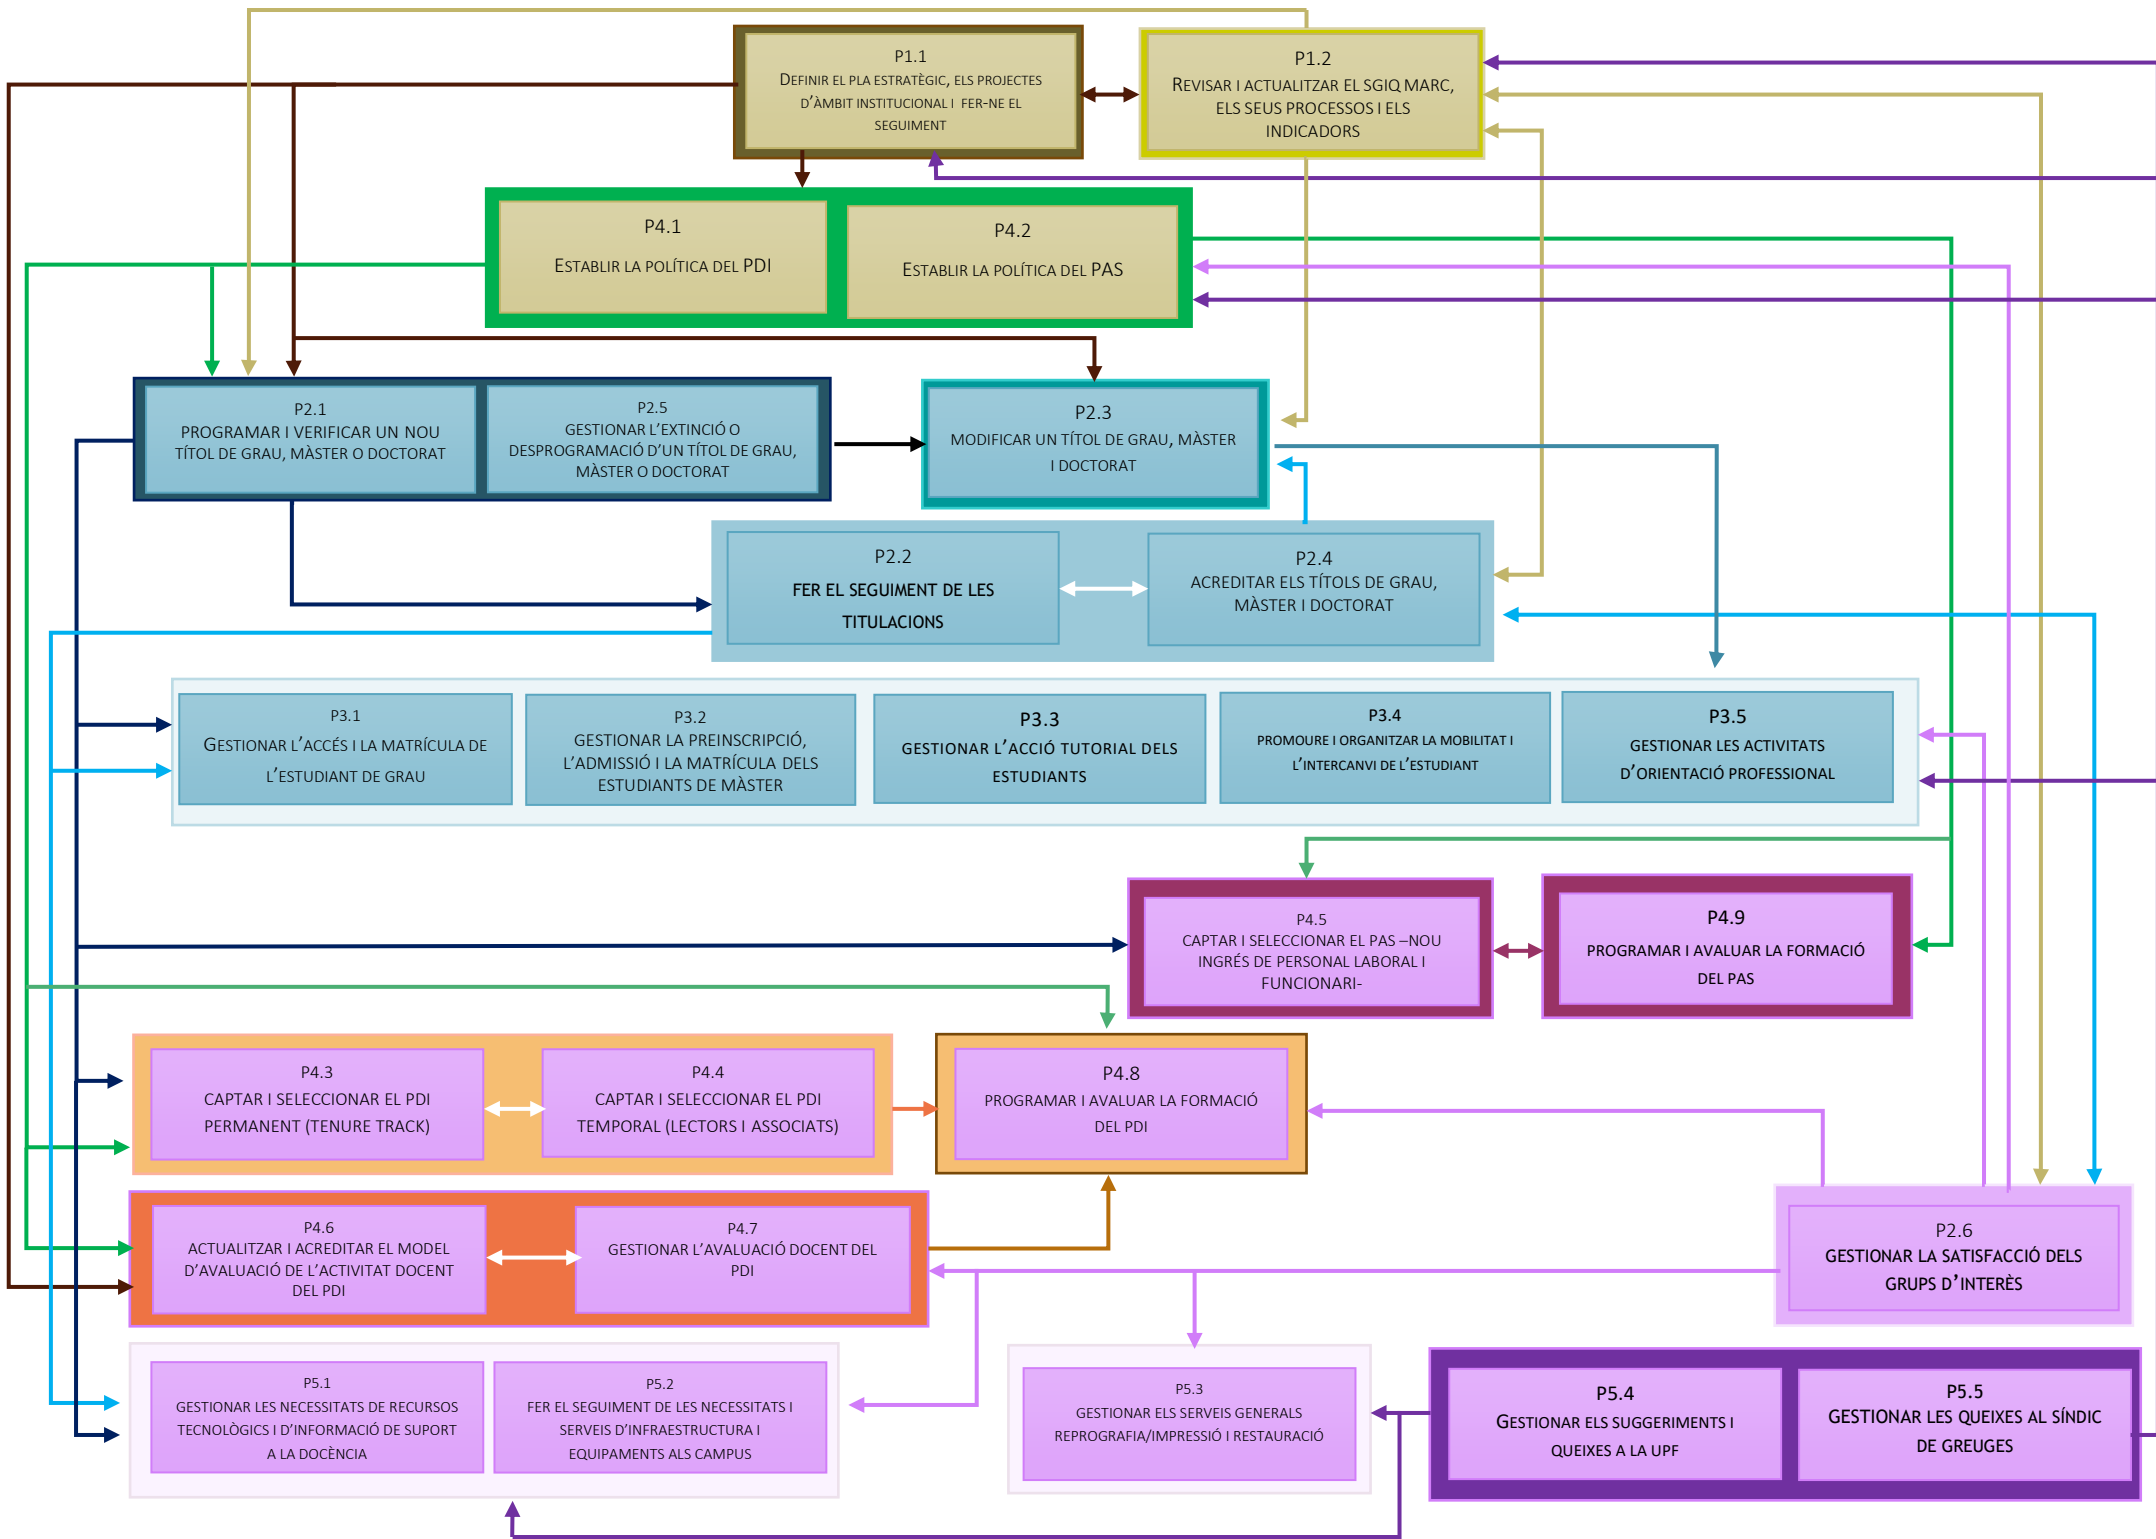 P1.1
DEFINIR EL PLA ESTRATÈGIC, ELS PROJECTES
D'ÀMBIT INSTITUCIONAL I FER-NE EL
SEGUIMENT
P1.2
REVISAR I ACTUALITZAR EL SGIQ MARC,
ELS SEUS PROCESSOS I ELS
INDICADORS
P4.1
ESTABLIR LA POLÍTICA DEL PDI
P4.2
ESTABLIR LA POLÍTICA DEL PAS
P2.1
PROGRAMAR I VERIFICAR UN NOU
TÍTOL DE GRAU, MÀSTER O DOCTORAT
P2.5
GESTIONAR L'EXTINCIÓ O
DESPROGRAMACIÓ D'UN TÍTOL DE GRAU,
MÀSTER O DOCTORAT
P2.3
MODIFICAR UN TÍTOL DE GRAU, MÀSTER
I DOCTORAT
P2.2
FER EL SEGUIMENT DE LES
TITULACIONS
P2.4
ACREDITAR ELS TÍTOLS DE GRAU,
MÀSTER I DOCTORAT
P3.1
GESTIONAR L'ACCÉS I LA MATRÍCULA DE
L'ESTUDIANT DE GRAU
P3.2
GESTIONAR LA PREINSCRIPCIÓ,
L'ADMISSIÓ I LA MATRÍCULA DELS
ESTUDIANTS DE MÀSTER
P3.3
GESTIONAR L'ACCIÓ TUTORIAL DELS
ESTUDIANTS
P3.4
PROMOURE I ORGANITZAR LA MOBILITAT I
L'INTERCANVI DE L'ESTUDIANT
P3.5
GESTIONAR LES ACTIVITATS
D'ORIENTACIÓ PROFESSIONAL
P4.5
CAPTAR I SELECCIONAR EL PAS –NOU
INGRÉS DE PERSONAL LABORAL I
FUNCIONARI-
P4.9
PROGRAMAR I AVALUAR LA FORMACIÓ
DEL PAS
P4.3
CAPTAR I SELECCIONAR EL PDI
PERMANENT (TENURE TRACK)
P4.4
CAPTAR I SELECCIONAR EL PDI
TEMPORAL (LECTORS I ASSOCIATS)
P4.8
PROGRAMAR I AVALUAR LA FORMACIÓ
DEL PDI
P4.6
ACTUALITZAR I ACREDITAR EL MODEL
D'AVALUACIÓ DE L'ACTIVITAT DOCENT
DEL PDI
P4.7
GESTIONAR L'AVALUACIÓ DOCENT DEL
PDI
P2.6
GESTIONAR LA SATISFACCIÓ DELS
GRUPS D'INTERÈS
P5.1
GESTIONAR LES NECESSITATS DE RECURSOS
TECNOLÒGICS I D'INFORMACIÓ DE SUPORT
A LA DOCÈNCIA
P5.2
FER EL SEGUIMENT DE LES NECESSITATS I
SERVEIS D'INFRAESTRUCTURA I
EQUIPAMENTS ALS CAMPUS
P5.3
GESTIONAR ELS SERVEIS GENERALS
REPROGRAFIA/IMPRESSIÓ I RESTAURACIÓ
P5.4
GESTIONAR ELS SUGGERIMENTS I
QUEIXES A LA UPF
P5.5
GESTIONAR LES QUEIXES AL SÍNDIC
DE GREUGES